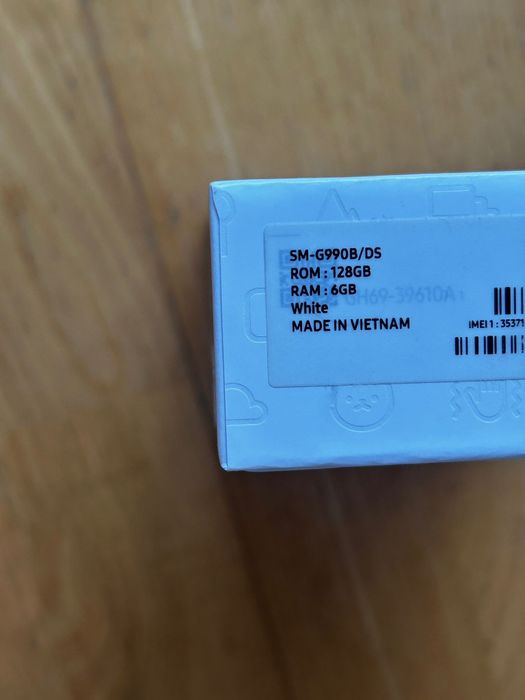 SM-G990B/DS
ROM : 128GB
RAM : 6GB
GH69-39610A
White
MADE IN VIETNAM
IMEI 1 : 35371